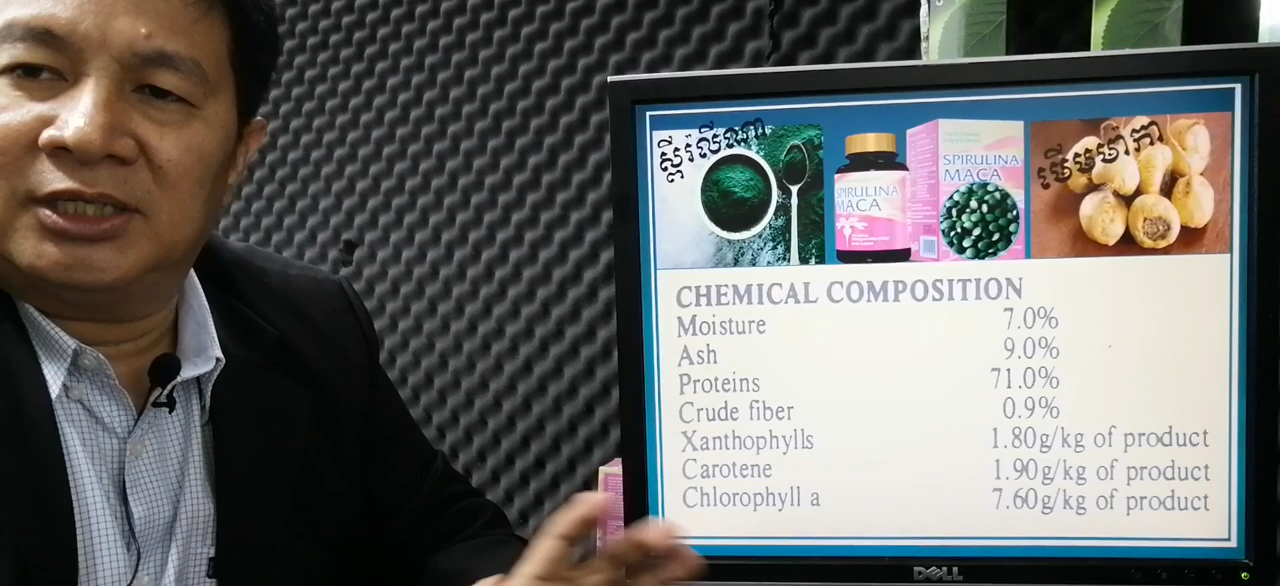 ស្ពីរូលីណា
SPIRULINA
MACA
SPIRULINA
MACA
មើមម៉ាកា
CHEMICAL COMPOSITION
Moisture 7.0%
Ash 9.0%
Proteins 71.0%
Crude fiber 0.9%
Xanthophylls 1.80g/kg of product
Carotene 1.90g/kg of product
Chlorophyll a 7.60g/kg of product
DELL